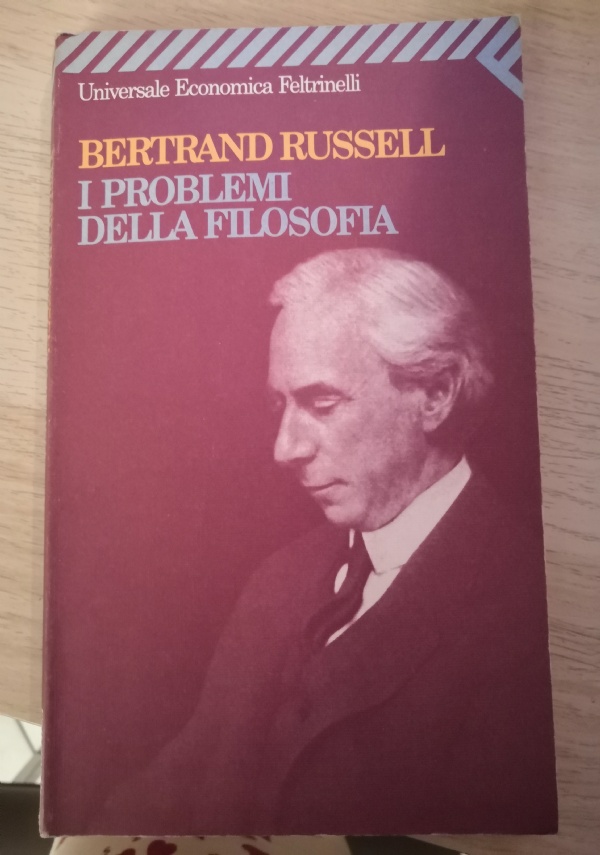 Universale Economica Feltrinelli
BERTRAND RUSSELL
I PROBLEMI
DELLA FILOSOFIA